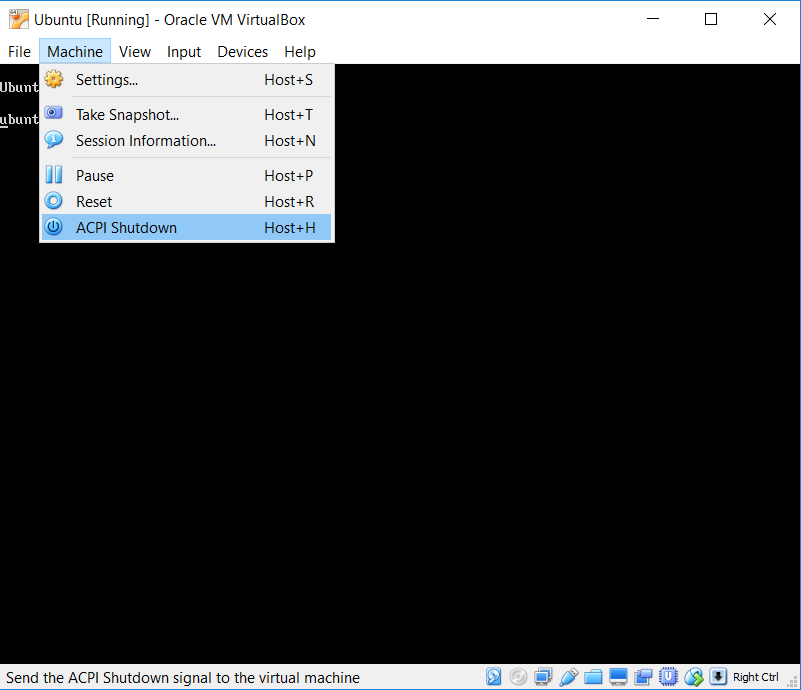 Ubuntu [Running] - Oracle VM VirtualBox
File Machine View Input Devices Help
Settings... Host+S
Take Snapshot... Host+T
Session Information... Host+N
Pause Host+P
Reset Host+R
ACPI Shutdown Host+H
Ubunt
ubunt
Send the ACPI Shutdown signal to the virtual machine
Right Ctrl